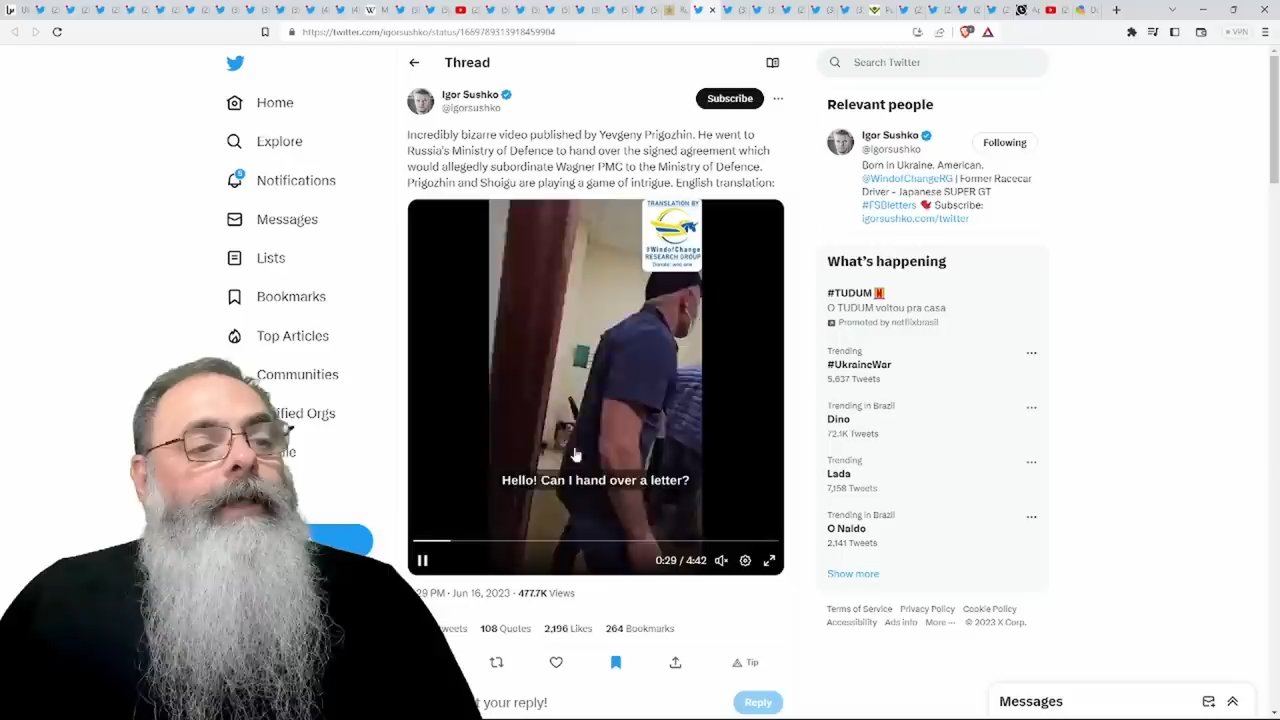 https://twitter.com/igorsushko/status/1669789313918459904
VPN
Home
Explore
Notifications
Messages
Lists
Bookmarks
Top Articles
Communities
Thread
Igor Sushko
@igorsushko
Subscribe
Incredibly bizarre video published by Yevgeny Prigozhin. He went to
Russia's Ministry of Defence to hand over the signed agreement which
would allegedly subordinate Wagner PMC to the Ministry of Defence.
Prigozhin and Shoigu are playing a game of intrigue. English translation:
TRANSLATION BY
#WindofChange
RESEARCH GROUP
Hello! Can I hand over a letter?
0:29 / 4:42
PM · Jun 16, 2023 · 477.7K Views
108 Quotes 2,196 Likes 264 Bookmarks
Tip
your reply!
Reply
Search Twitter
Relevant people
Igor Sushko
@igorsushko
Following
Born in Ukraine. American.
@WindofChangeRG | Former Racecar
Driver - Japanese SUPER GT
#FSBletters Subscribe:
igorsushko.com/twitter
What's happening
#TUDUM
O TUDUM voltou pra casa
Promoted by netflixbrasil
Trending
#UkraineWar
5,637 Tweets
Trending in Brazil
Dino
72.1K Tweets
Trending
Lada
7,158 Tweets
Trending in Brazil
O Naldo
2,141 Tweets
Show more
Terms of Service Privacy Policy Cookie Policy
Accessibility Ads info More ··· © 2023 X Corp.
Messages